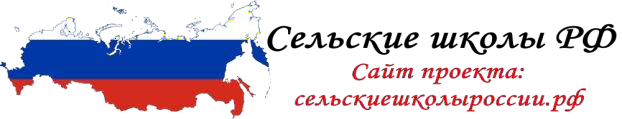 Сельские школы РФ
Сайт проекта:
сельскиешколыроссии.рф